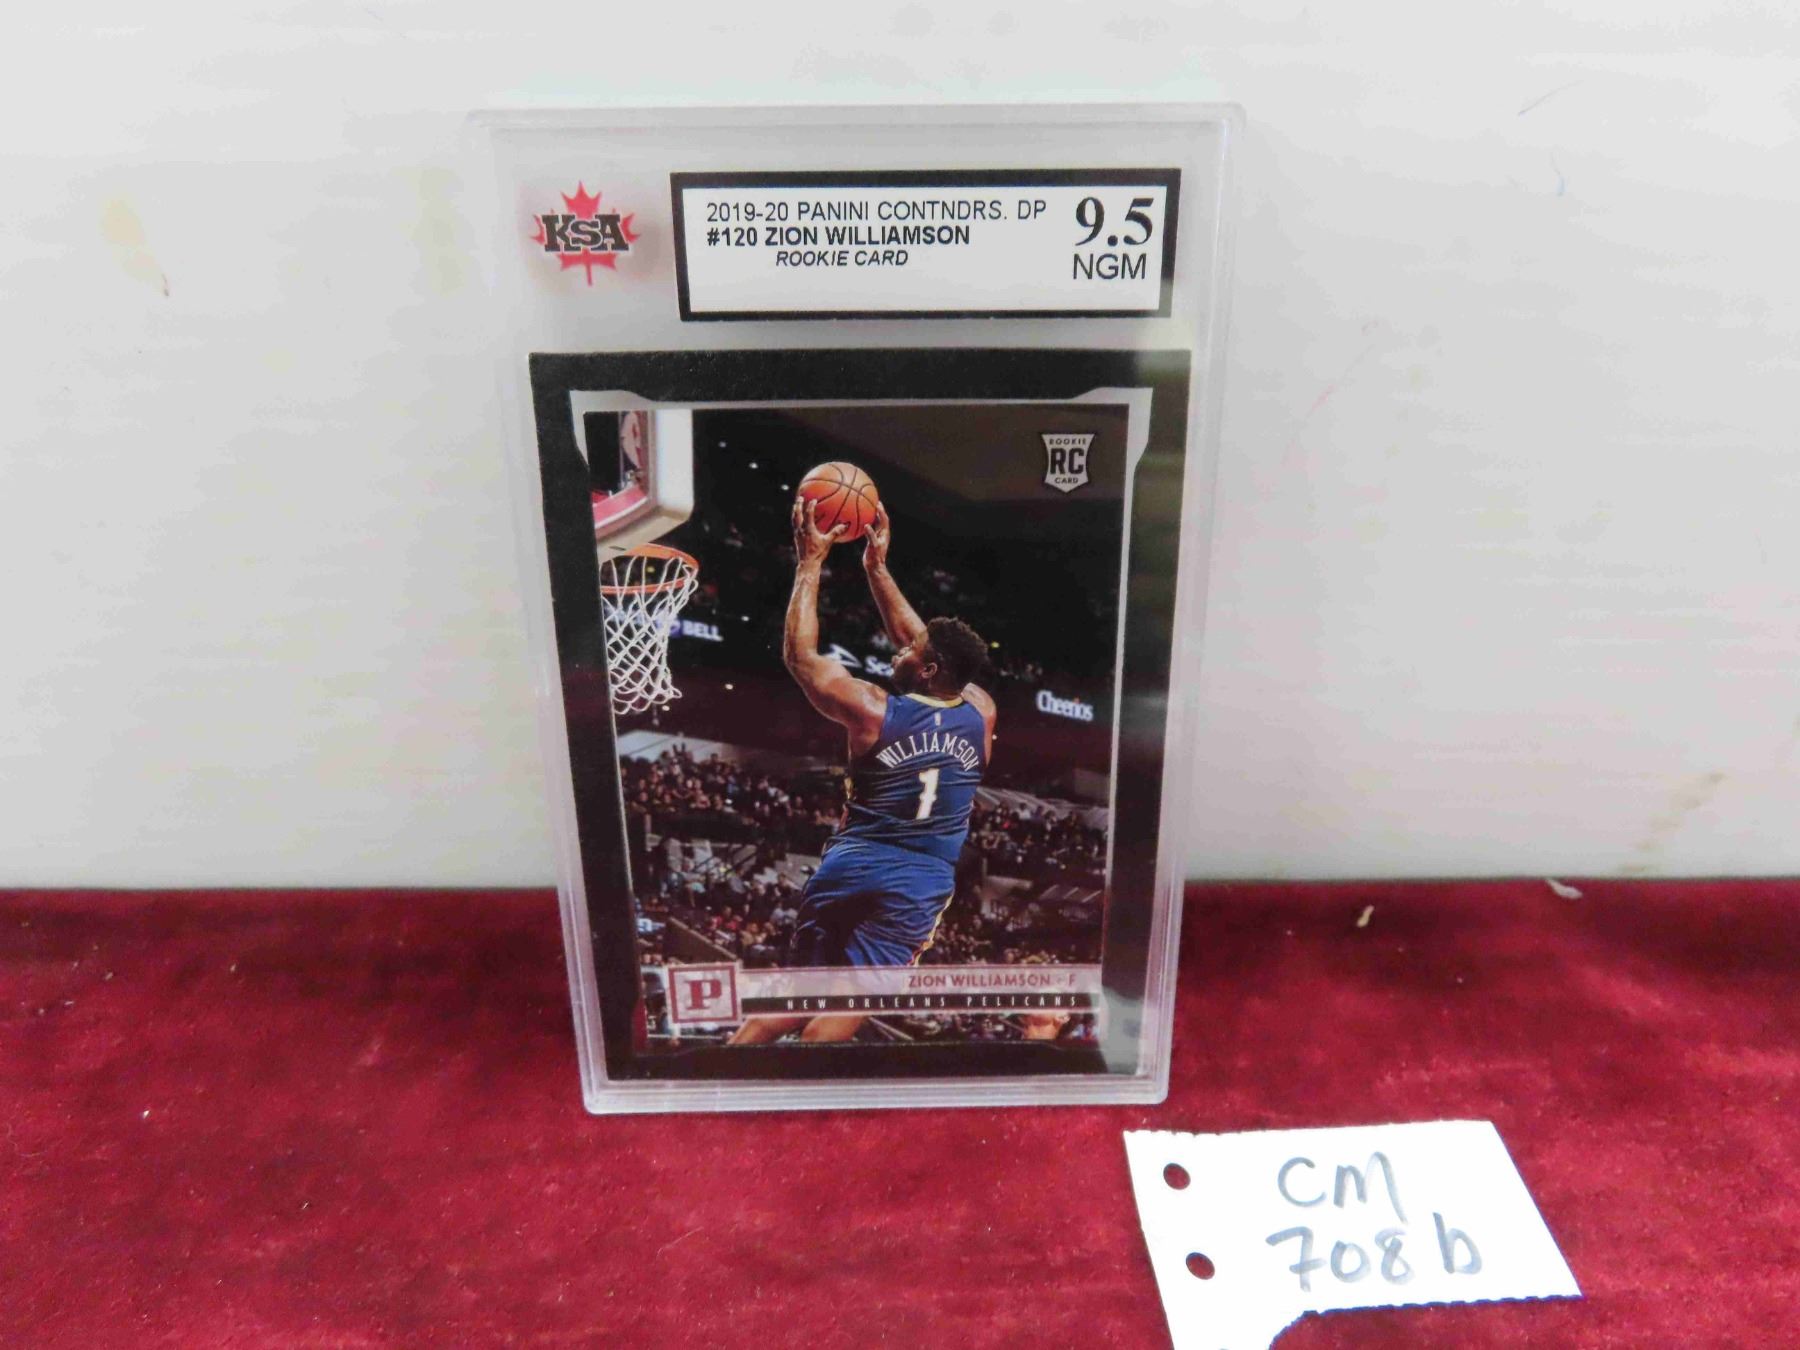 KSA
2019-20 PANINI CONTNDRS. DP
#120 ZION WILLIAMSON
ROOKIE CARD
9.5
NGM
ROOKIE
RC
CARD
BELL
Cheerios
WILLIAMSON
1
P
ZION WILLIAMSON - F
NEW ORLEANS PELICANS
CM
708b